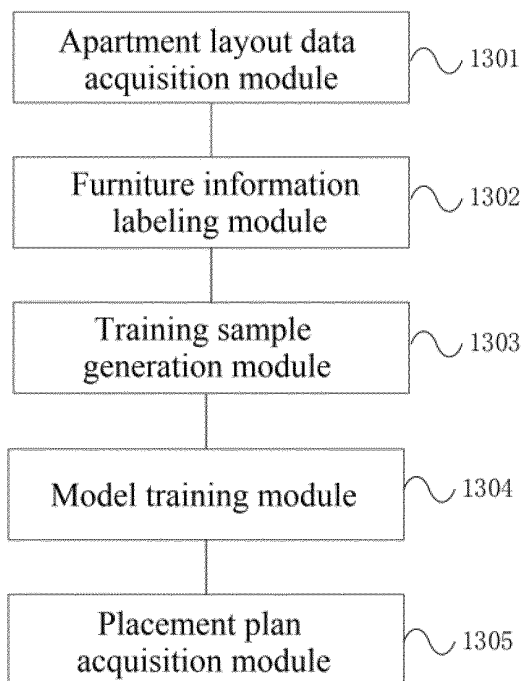 Apartment layout data
acquisition module
1301
Furniture information
labeling module
1302
Training sample
generation module
1303
Model training module
1304
Placement plan
acquisition module
1305